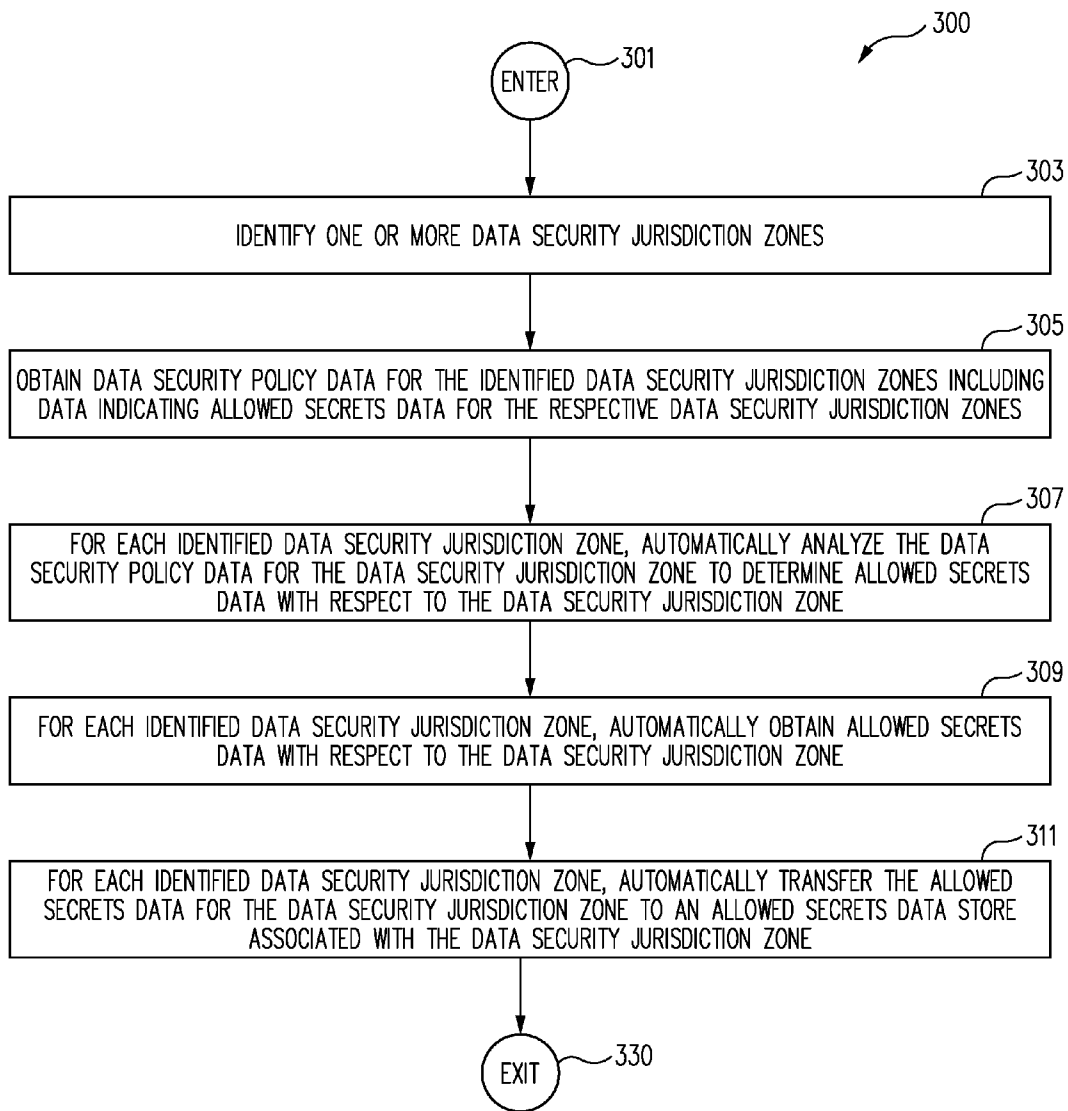 300
301
ENTER
303
IDENTIFY ONE OR MORE DATA SECURITY JURISDICTION ZONES
305
OBTAIN DATA SECURITY POLICY DATA FOR THE IDENTIFIED DATA SECURITY JURISDICTION ZONES INCLUDING
DATA INDICATING ALLOWED SECRETS DATA FOR THE RESPECTIVE DATA SECURITY JURISDICTION ZONES
307
FOR EACH IDENTIFIED DATA SECURITY JURISDICTION ZONE, AUTOMATICALLY ANALYZE THE DATA
SECURITY POLICY DATA FOR THE DATA SECURITY JURISDICTION ZONE TO DETERMINE ALLOWED SECRETS
DATA WITH RESPECT TO THE DATA SECURITY JURISDICTION ZONE
309
FOR EACH IDENTIFIED DATA SECURITY JURISDICTION ZONE, AUTOMATICALLY OBTAIN ALLOWED SECRETS
DATA WITH RESPECT TO THE DATA SECURITY JURISDICTION ZONE
311
FOR EACH IDENTIFIED DATA SECURITY JURISDICTION ZONE, AUTOMATICALLY TRANSFER THE ALLOWED
SECRETS DATA FOR THE DATA SECURITY JURISDICTION ZONE TO AN ALLOWED SECRETS DATA STORE
ASSOCIATED WITH THE DATA SECURITY JURISDICTION ZONE
330
EXIT